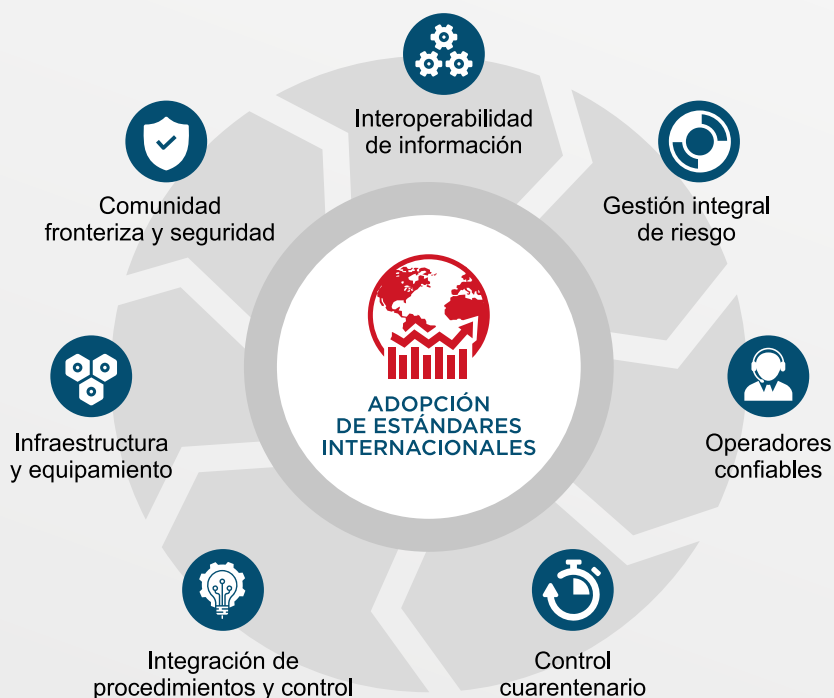 Interoperabilidad
de información
Gestión integral
de riesgo
Operadores
confiables
Control
cuarentenario
Integración de
procedimientos y control
Infraestructura
y equipamiento
Comunidad
fronteriza y seguridad
ADOPCIÓN
DE ESTÁNDARES
INTERNACIONALES